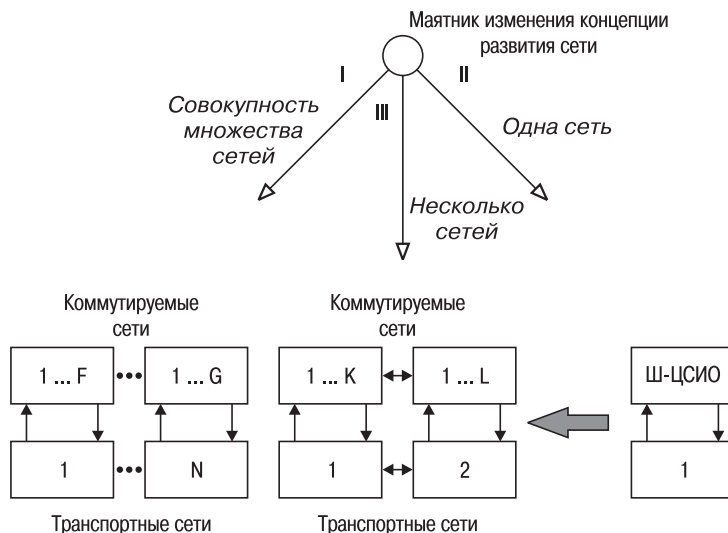 Маятник изменения концепции
развития сети
I
II
III
Совокупность
множества
сетей
Одна сеть
Несколько
сетей
Коммутируемые
сети
Коммутируемые
сети
1 ... F
1 ... G
1 ... K
1 ... L
Ш-ЦСИО
1
N
1
2
1
Транспортные сети
Транспортные сети